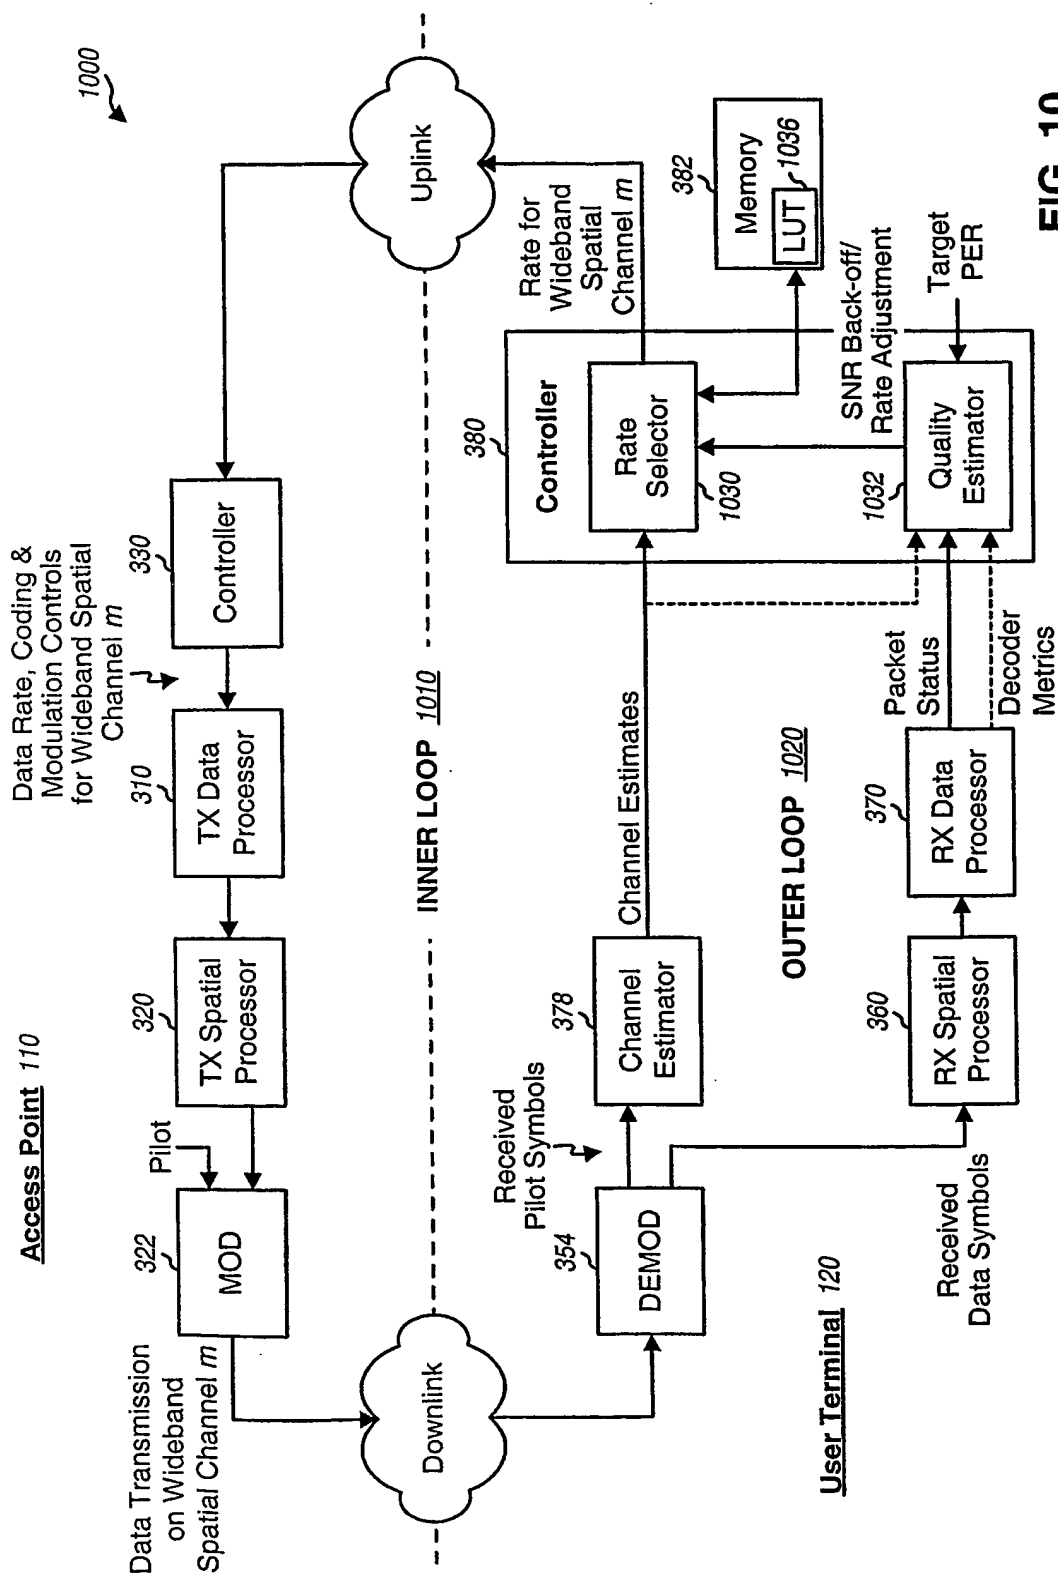 1000
Access Point 110
Data Transmission
on Wideband
Spatial Channel m
322
MOD
Pilot
320
TX Spatial
Processor
310
TX Data
Processor
Data Rate, Coding &
Modulation Controls
for Wideband Spatial
Channel m
330
Controller
Downlink
INNER LOOP 1010
Uplink
354
DEMOD
Received
Pilot Symbols
378
Channel
Estimator
Channel Estimates
380
Controller
Rate
Selector
1030
Rate for
Wideband
Spatial
Channel m
382
Memory
LUT
1036
OUTER LOOP 1020
User Terminal 120
Received
Data Symbols
360
RX Spatial
Processor
370
RX Data
Processor
Packet
Status
Decoder
Metrics
1032
Quality
Estimator
SNR Back-off/
Rate Adjustment
Target
PER
FIG. 10